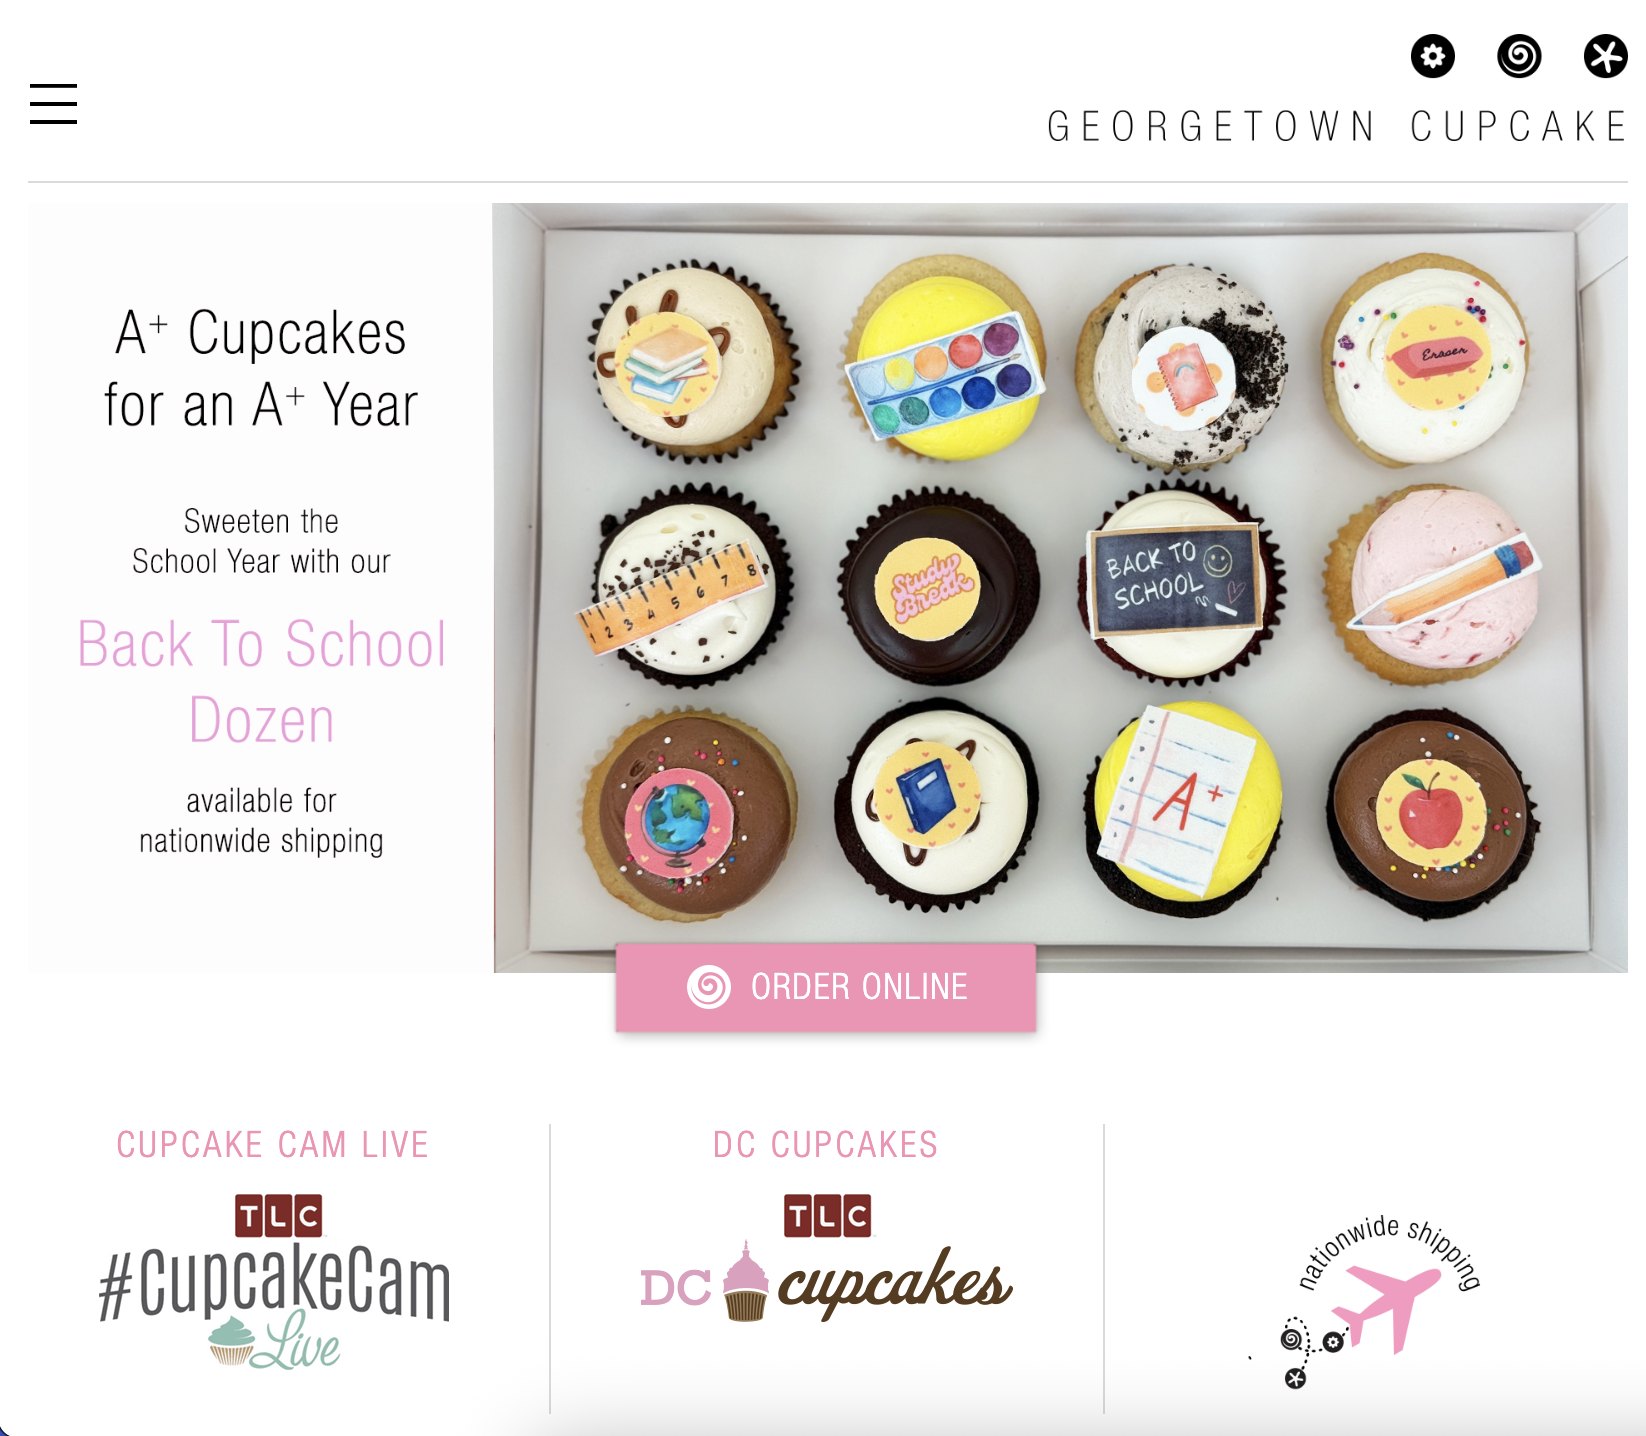 GEORGETOWN CUPCAKE
A+ Cupcakes
for an A+ Year
Sweeten the
School Year with our
Back To School
Dozen
available for
nationwide shipping
Eraser
1 2 3 4 5 6 7 8
Study
Break
BACK TO
SCHOOL
A+
ORDER ONLINE
CUPCAKE CAM LIVE
TLC
#CupcakeCam
Live
DC CUPCAKES
TLC
DC cupcakes
nationwide shipping